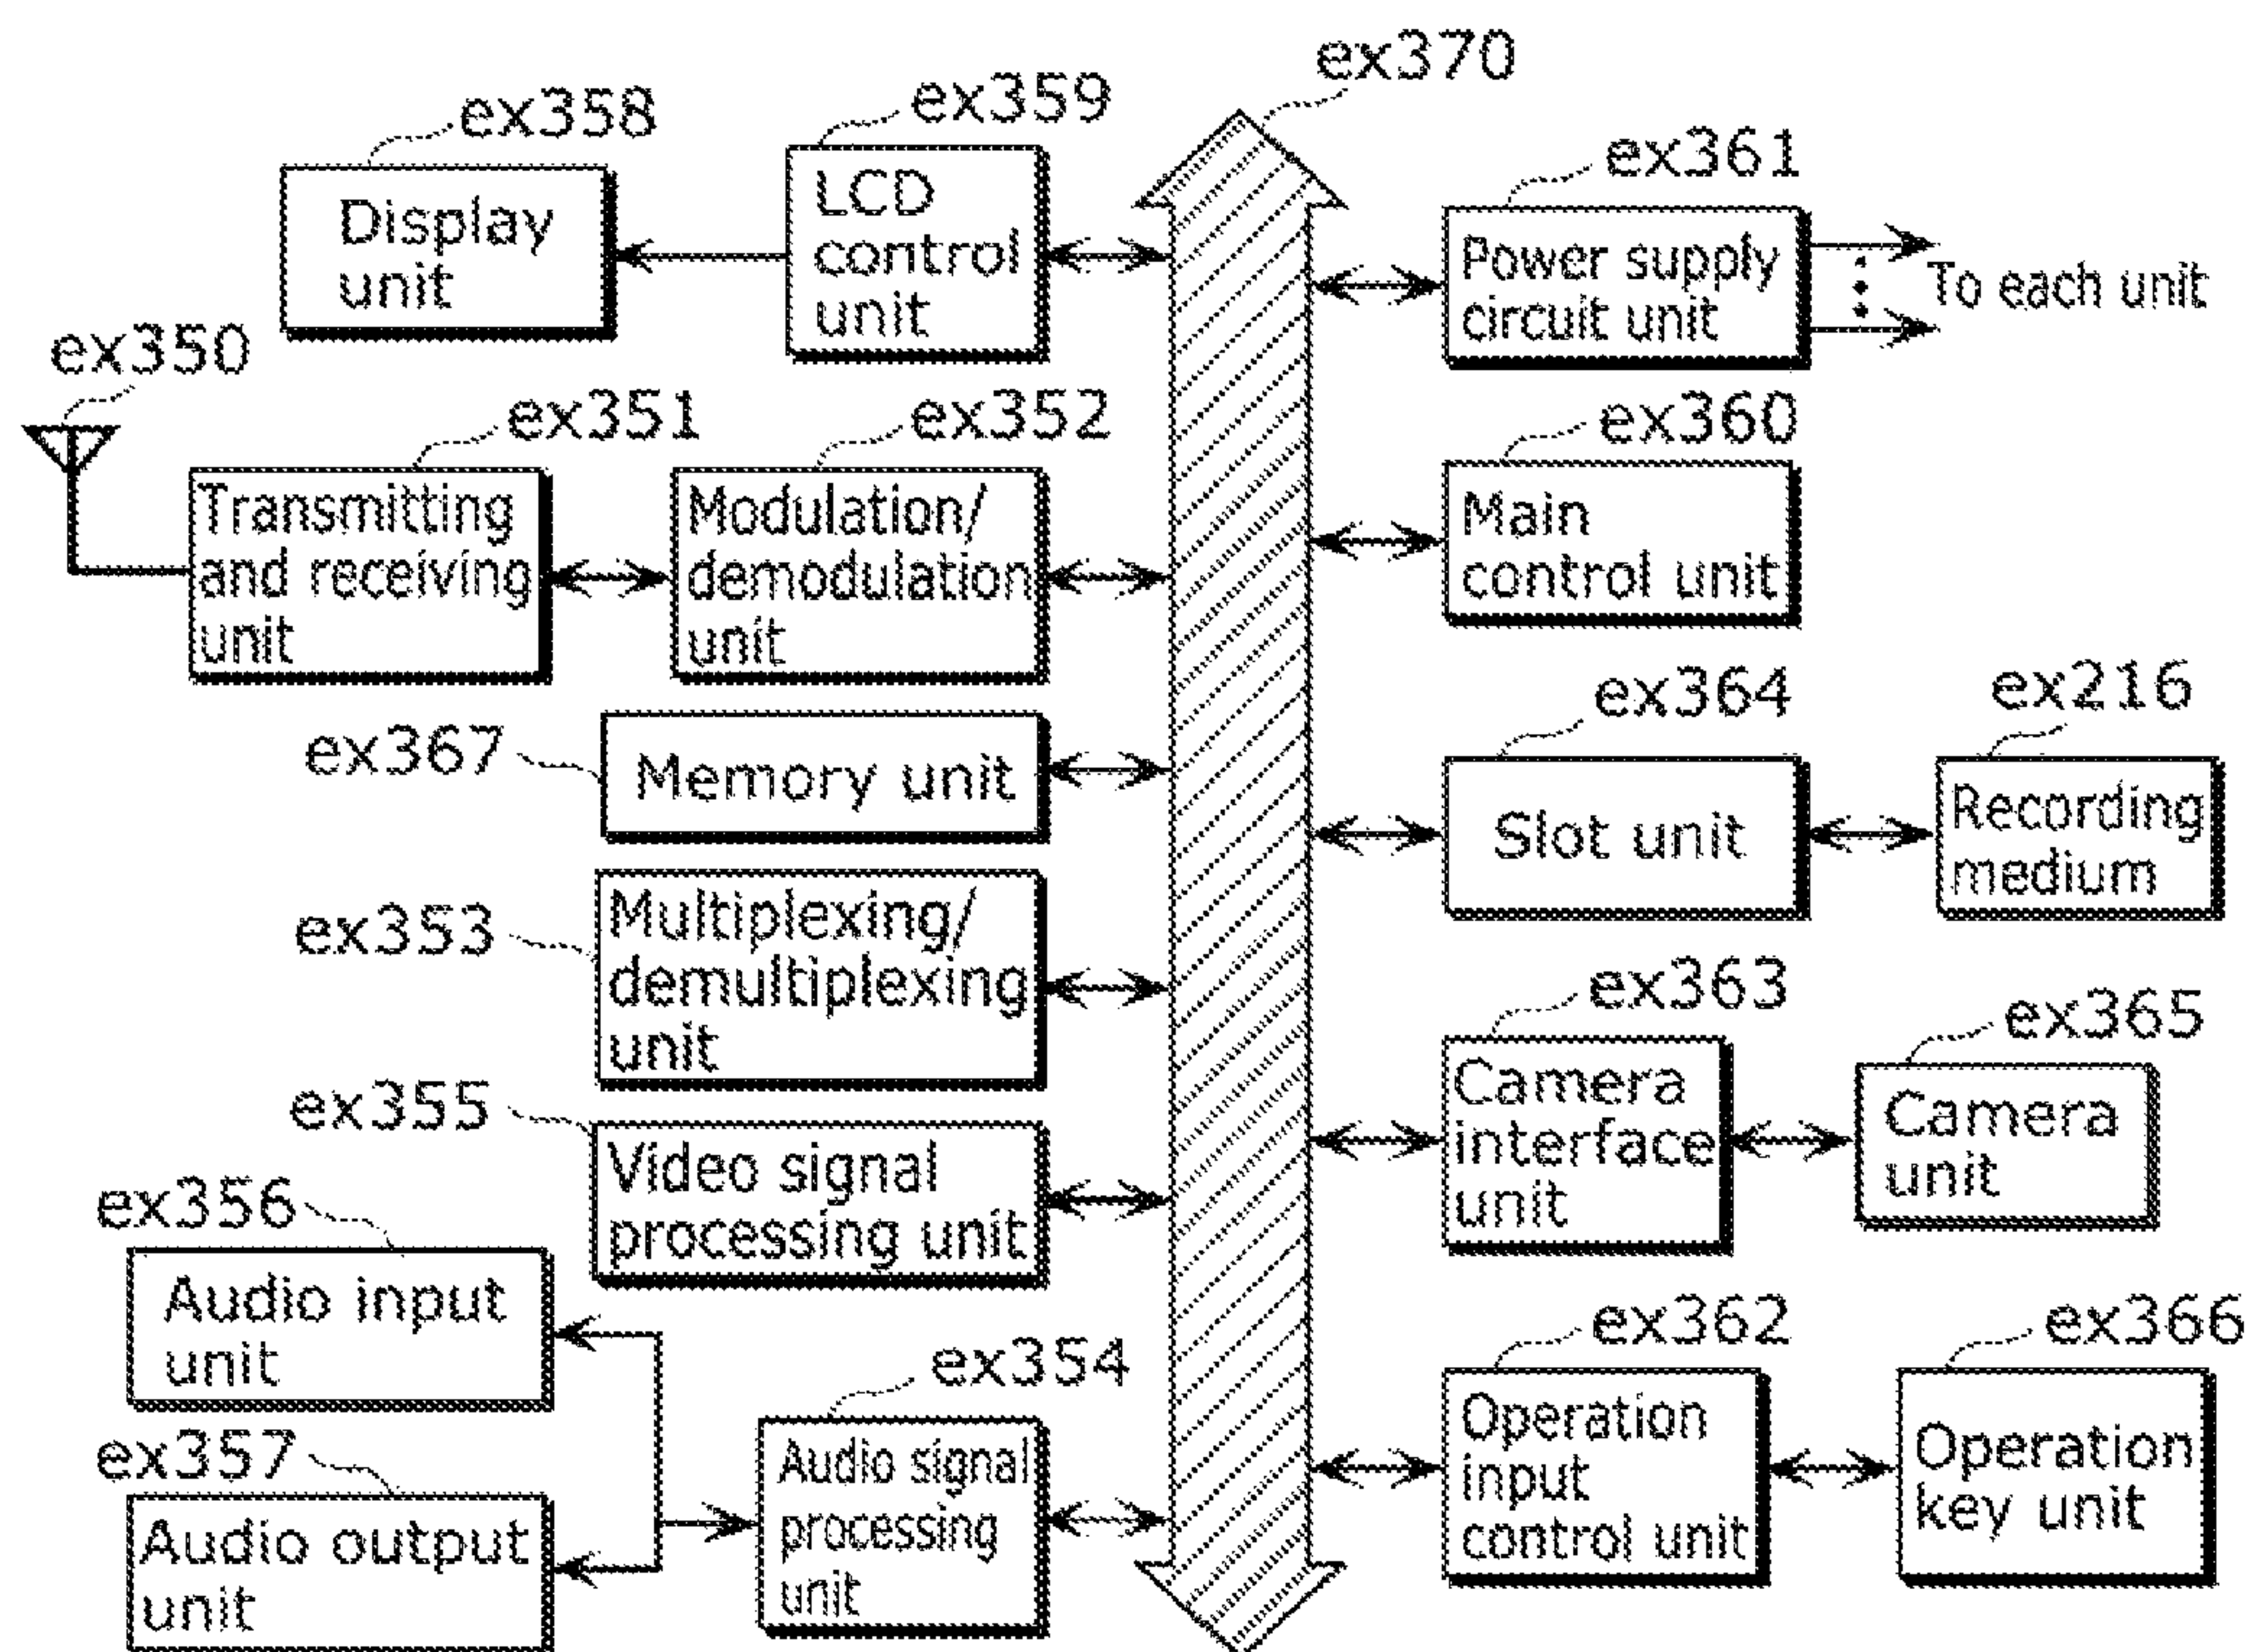 ex370
ex358
Display
unit
ex359
LCD
control
unit
ex361
Power supply
circuit unit
To each unit
ex350
ex351
Transmitting
and receiving
unit
ex352
Modulation/
demodulation
unit
ex360
Main
control unit
ex367
Memory unit
ex364
Slot unit
ex216
Recording
medium
ex353
Multiplexing/
demultiplexing
unit
ex363
Camera
interface
unit
ex365
Camera
unit
ex355
Video signal
processing unit
ex356
Audio input
unit
ex357
Audio output
unit
ex354
Audio signal
processing
unit
ex362
Operation
input
control unit
ex366
Operation
key unit